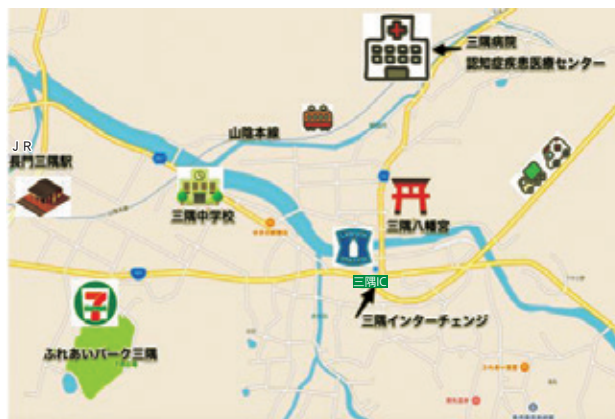 三隅病院
認知症疾患医療センター
山陰本線
JR
長門三隅駅
三隅中学校
三隅八幡宮
三隅IC
三隅インターチェンジ
7
ふれあいパーク三隅